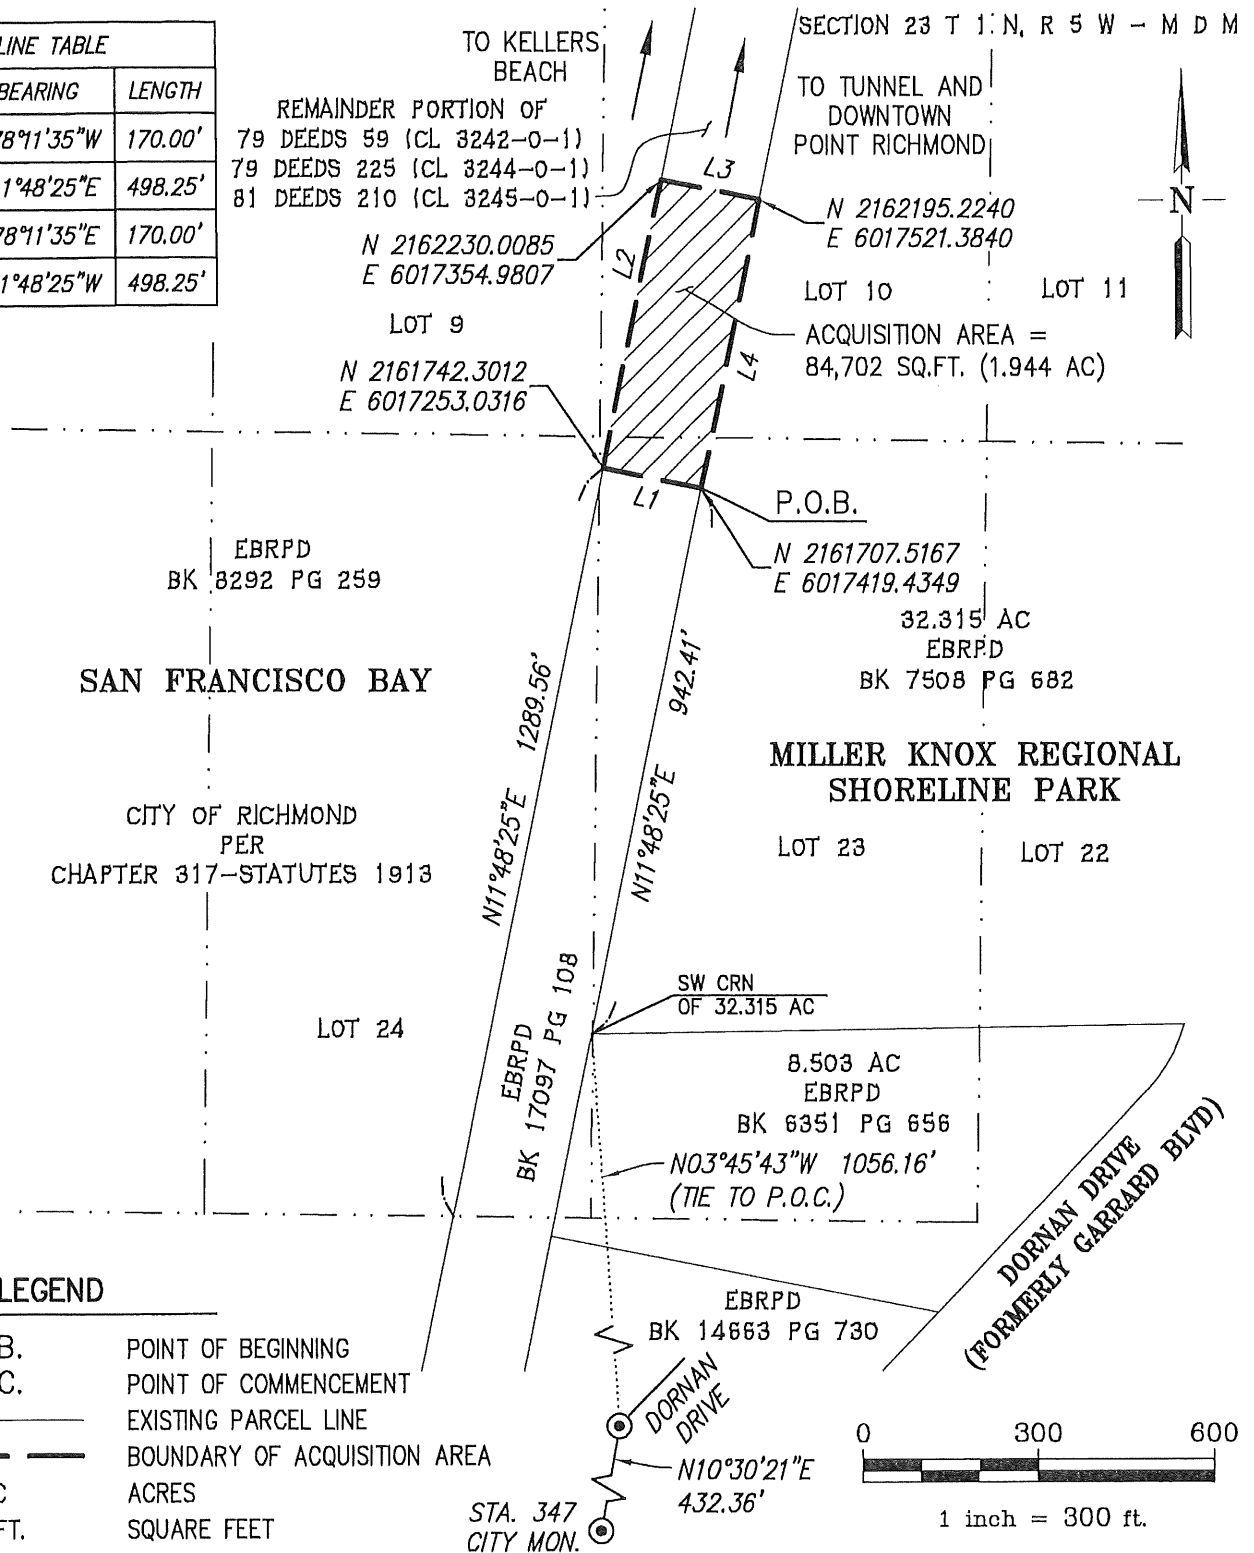 LINE TABLE
BEARING LENGTH
78°11'35"W 170.00'
1°48'25"E 498.25'
78°11'35"E 170.00'
1°48'25"W 498.25'
SECTION 23 T 1 N, R 5 W - M D M
TO KELLERS
BEACH
REMAINDER PORTION OF
79 DEEDS 59 (CL 3242-0-1)
79 DEEDS 225 (CL 3244-0-1)
81 DEEDS 210 (CL 3245-0-1)
TO TUNNEL AND
DOWNTOWN
POINT RICHMOND
N
L3
N 2162195.2240
E 6017521.3840
N 2162230.0085
E 6017354.9807
L2
LOT 10
LOT 11
LOT 9
ACQUISITION AREA =
84,702 SQ.FT. (1.944 AC)
L4
N 2161742.3012
E 6017253.0316
L1
P.O.B.
N 2161707.5167
E 6017419.4349
EBRPD
BK 8292 PG 259
32.315 AC
EBRPD
BK 7508 PG 682
SAN FRANCISCO BAY
N11°48'25"E 1289.56'
N11°48'25"E 942.41'
MILLER KNOX REGIONAL
SHORELINE PARK
CITY OF RICHMOND
PER
CHAPTER 317-STATUTES 1913
LOT 23
LOT 22
LOT 24
EBRPD
BK 17097 PG 108
SW CRN
OF 32.315 AC
8.503 AC
EBRPD
BK 6351 PG 656
N03°45'43"W 1056.16'
(TIE TO P.O.C.)
DORNAN DRIVE
(FORMERLY GARRARD BLVD)
EBRPD
BK 14663 PG 730
LEGEND
B. POINT OF BEGINNING
C. POINT OF COMMENCEMENT
EXISTING PARCEL LINE
BOUNDARY OF ACQUISITION AREA
C ACRES
FT. SQUARE FEET
DORNAN
DRIVE
N10°30'21"E
432.36'
STA. 347
CITY MON.
0 300 600
1 inch = 300 ft.